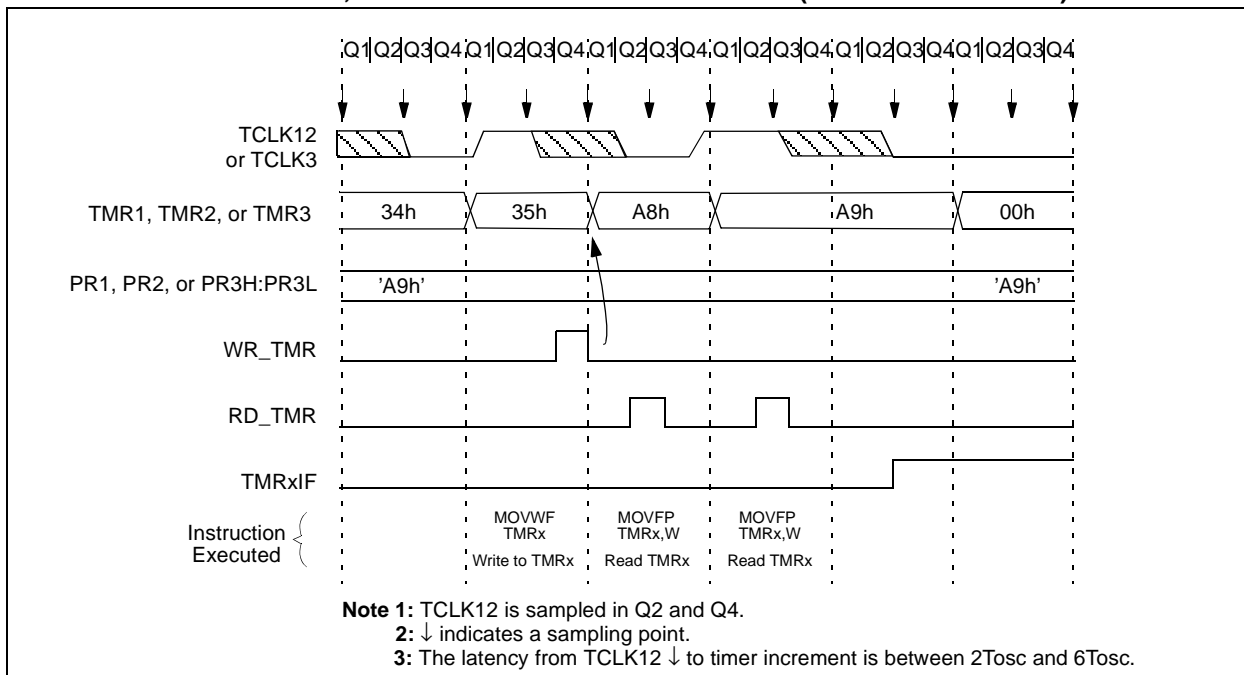 Q1 Q2 Q3 Q4 Q1 Q2 Q3 Q4 Q1 Q2 Q3 Q4 Q1 Q2 Q3 Q4 Q1 Q2 Q3 Q4 Q1 Q2 Q3 Q4
TCLK12
or TCLK3
TMR1, TMR2, or TMR3
34h 35h A8h A9h 00h
PR1, PR2, or PR3H:PR3L
'A9h' 'A9h'
WR_TMR
RD_TMR
TMRxIF
Instruction
Executed
MOVWF
TMRx
Write to TMRx
MOVFP
TMRx,W
Read TMRx
MOVFP
TMRx,W
Read TMRx
Note 1: TCLK12 is sampled in Q2 and Q4.
2: ↓ indicates a sampling point.
3: The latency from TCLK12 ↓ to timer increment is between 2Tosc and 6Tosc.